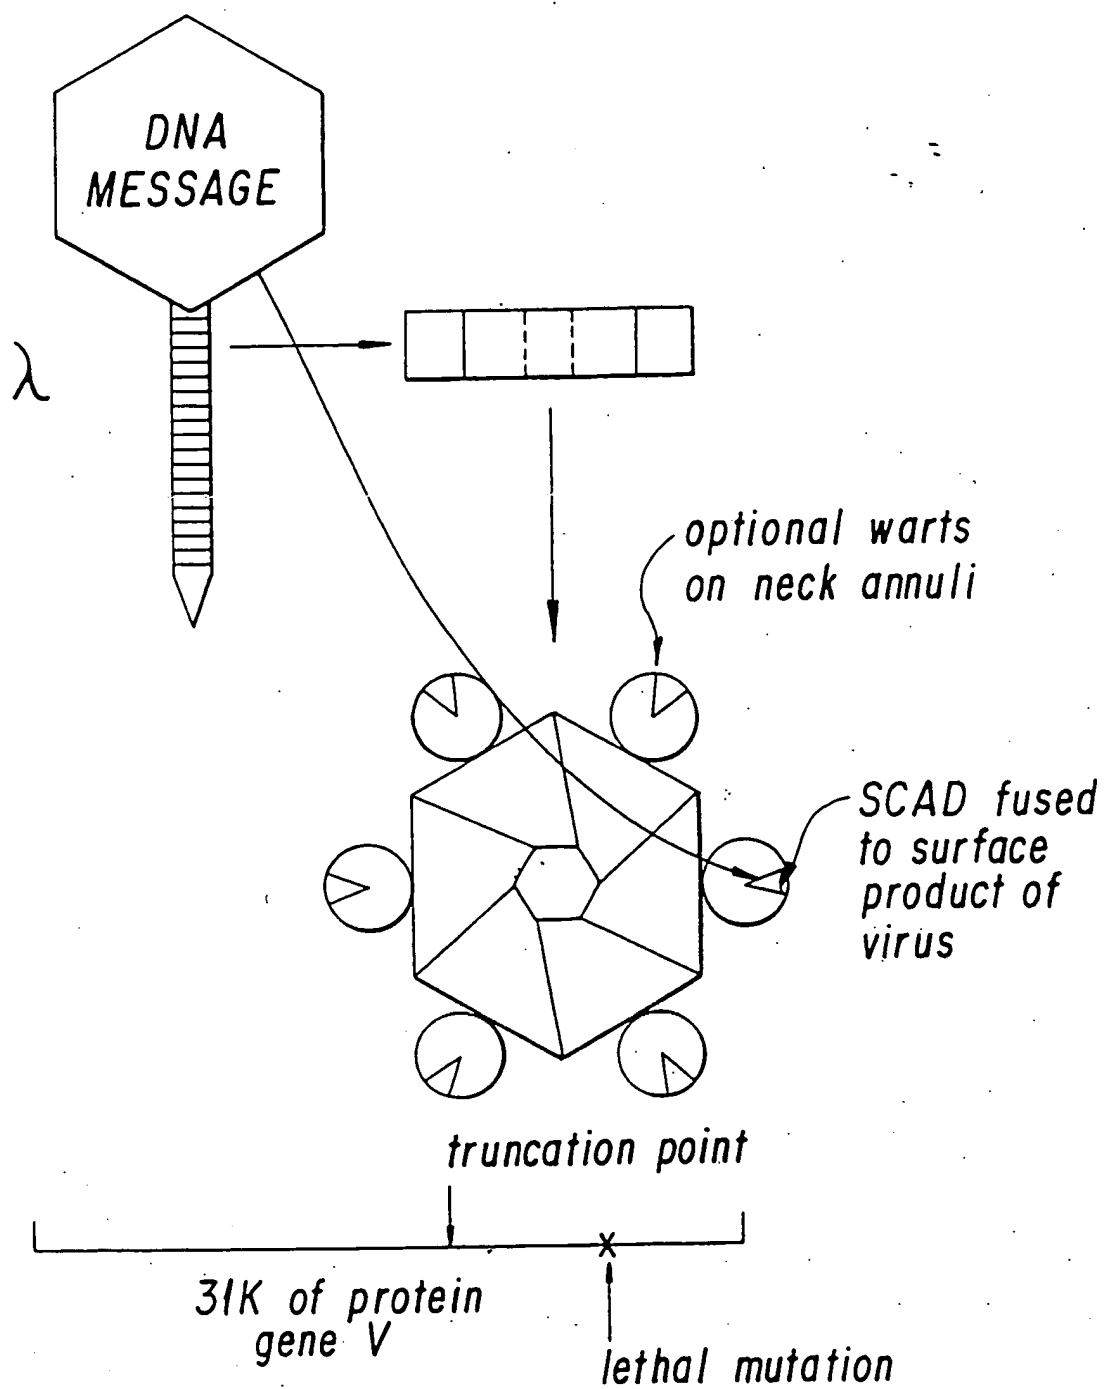 DNA
MESSAGE
λ
optional warts
on neck annuli
SCAD fused
to surface
product of
virus
truncation point
X
31K of protein
gene V
lethal mutation